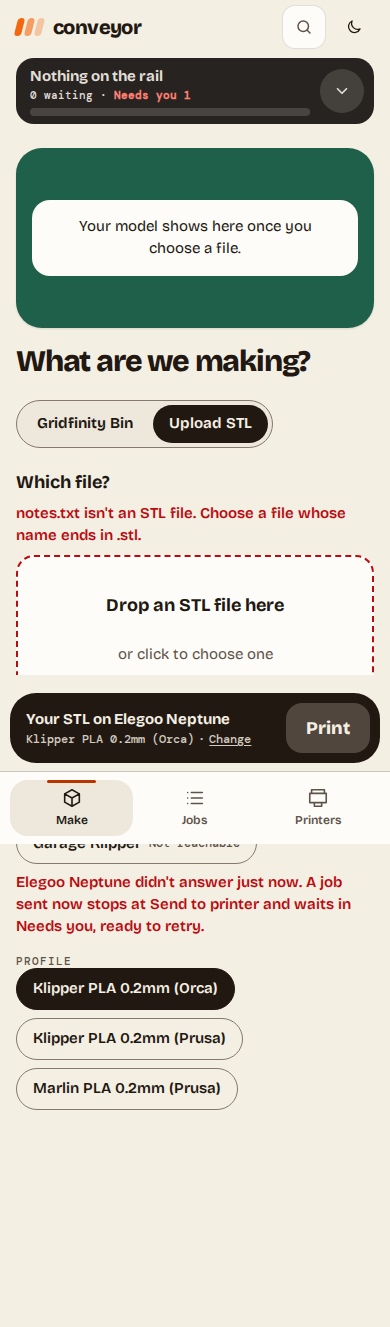 conveyor
Nothing on the rail
0 waiting · Needs you 1
Your model shows here once you
choose a file.
What are we making?
Gridfinity Bin
Upload STL
Which file?
notes.txt isn't an STL file. Choose a file whose
name ends in .stl.
Drop an STL file here
or click to choose one
Your STL on Elegoo Neptune
Klipper PLA 0.2mm (Orca) · Change
Print
Make
Jobs
Printers
Garage Klipper Not reachable
Elegoo Neptune didn't answer just now. A job
sent now stops at Send to printer and waits in
Needs you, ready to retry.
PROFILE
Klipper PLA 0.2mm (Orca)
Klipper PLA 0.2mm (Prusa)
Marlin PLA 0.2mm (Prusa)